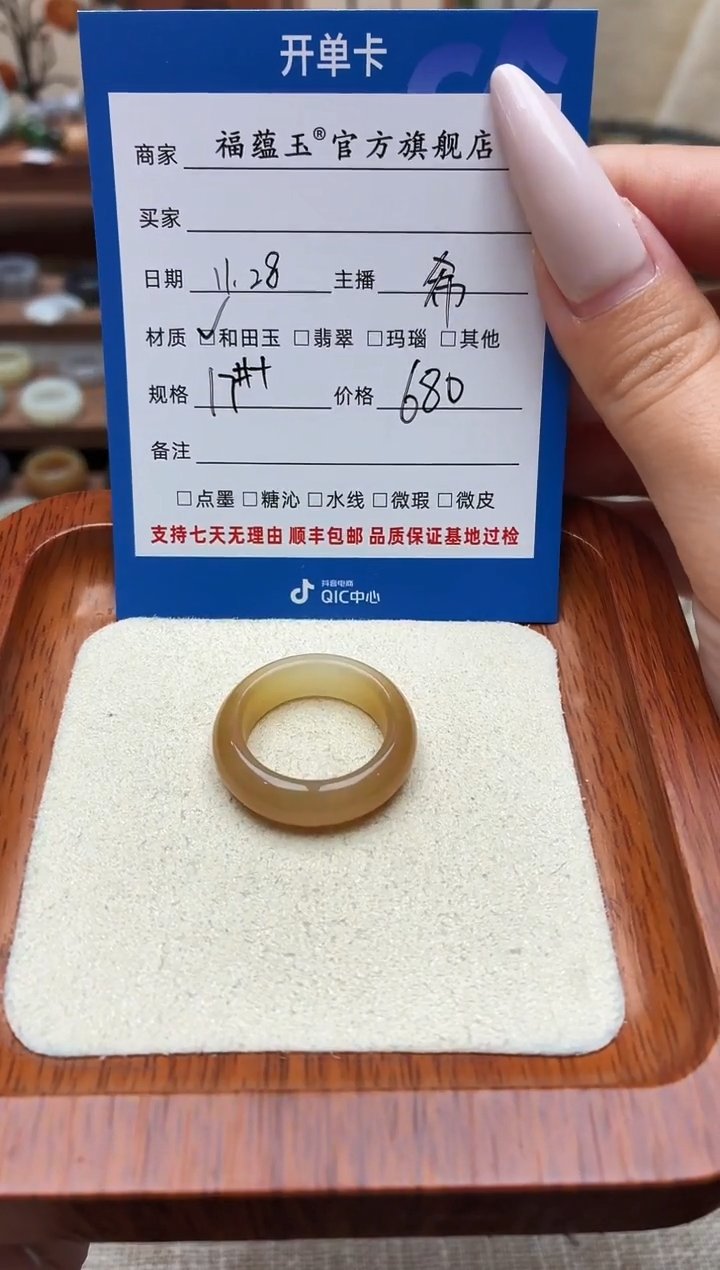 开单卡
商家 福蕴玉®官方旗舰店
买家
日期 11.28 主播 希
材质 ☑和田玉 □翡翠 □玛瑙 □其他
规格 17#+ 价格 680
备注
□点墨 □糖沁 □水线 □微瑕 □微皮
支持七天无理由 顺丰包邮 品质保证基地过检
抖音电商
QIC中心